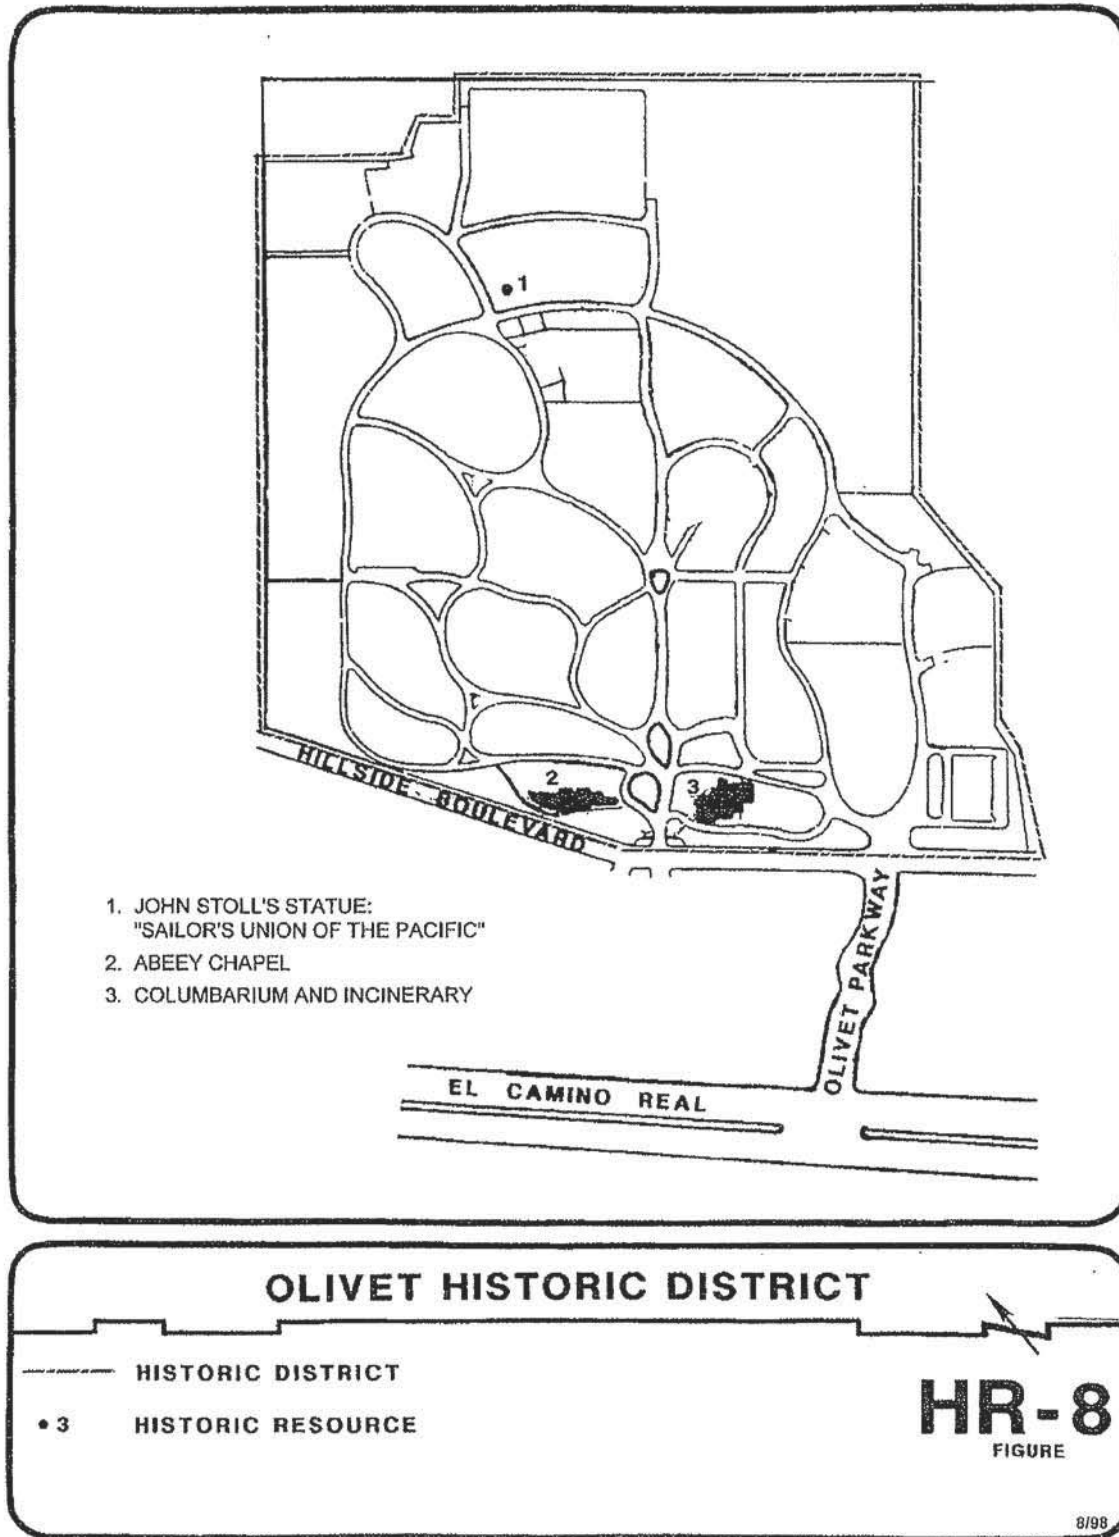 1
2
3
HILLSIDE BOULEVARD
1. JOHN STOLL'S STATUE:
"SAILOR'S UNION OF THE PACIFIC"
2. ABEEY CHAPEL
3. COLUMBARIUM AND INCINERARY
OLIVET PARKWAY
EL CAMINO REAL
OLIVET HISTORIC DISTRICT
HISTORIC DISTRICT
3 HISTORIC RESOURCE
HR-8
FIGURE
8/98